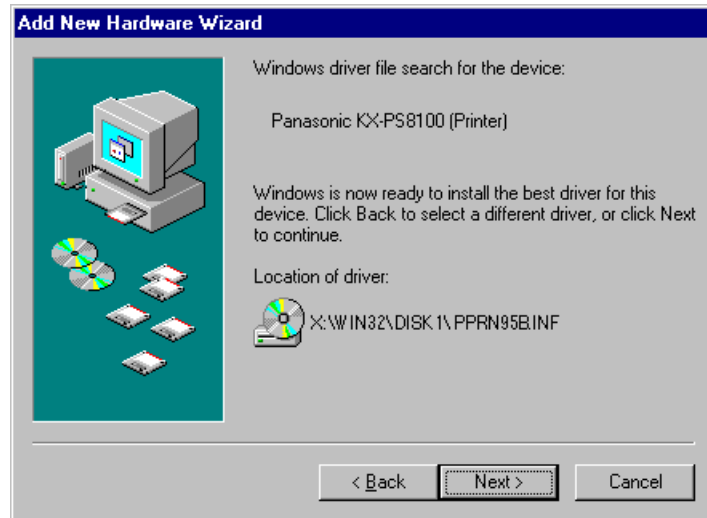 Add New Hardware Wizard
Windows driver file search for the device:
Panasonic KX-PS8100 (Printer)
Windows is now ready to install the best driver for this
device. Click Back to select a different driver, or click Next
to continue.
Location of driver:
X:\WIN32\DISK1\PPRN95B.INF
< Back
Next >
Cancel